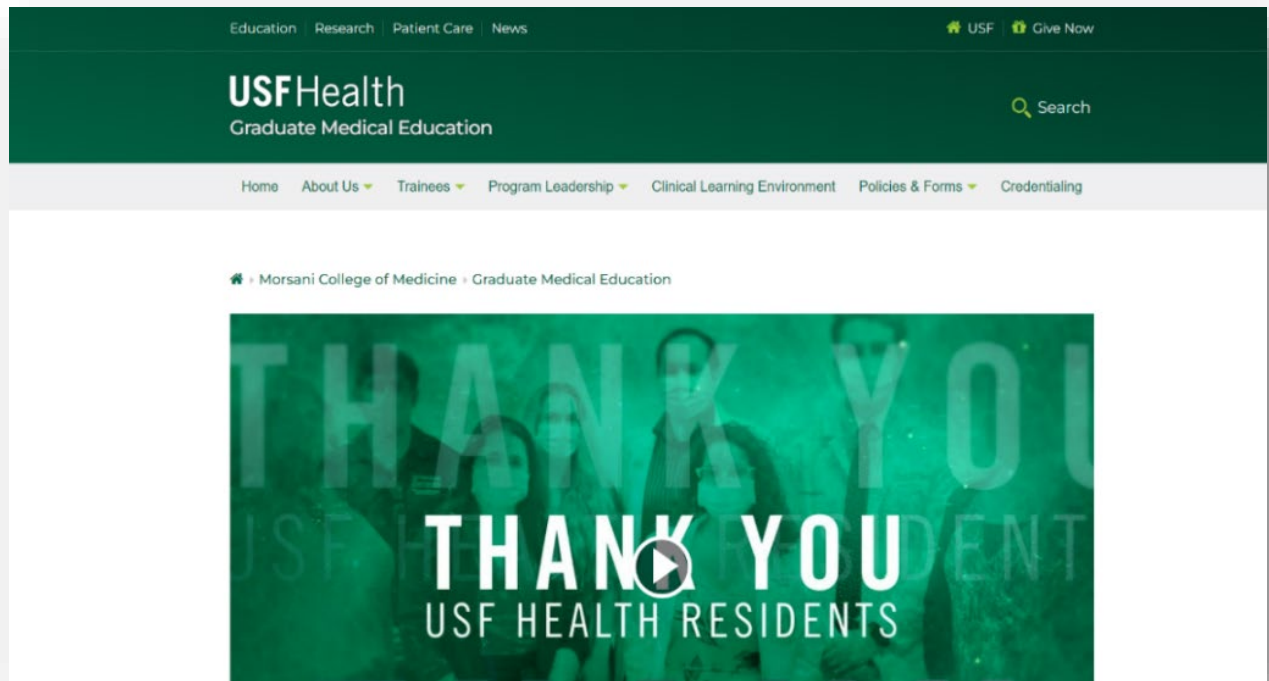 Education Research Patient Care News USF Give Now
USFHealth
Graduate Medical Education
Search
Home About Us Trainees Program Leadership Clinical Learning Environment Policies & Forms Credentialing
Morsani College of Medicine Graduate Medical Education
THANK YOU
USF HEALTH RESIDENT
THANK YOU
USF HEALTH RESIDENTS